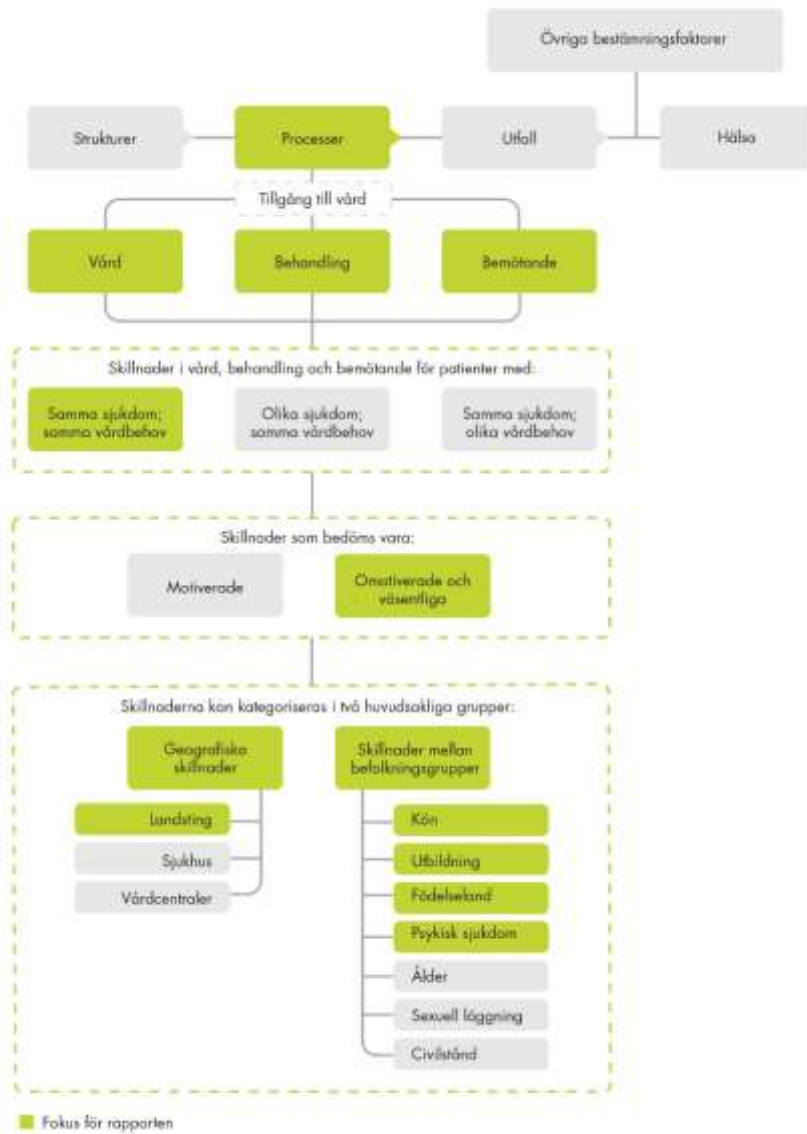 Övriga bestämningsfaktorer
Strukturer
Processer
Utfall
Hälsa
Tillgång till vård
Vård
Behandling
Bemötande
Skillnader i vård, behandling och bemötande för patienter med:
Samma sjukdom;
samma vårdbehov
Olika sjukdom;
samma vårdbehov
Samma sjukdom;
olika vårdbehov
Skillnader som bedöms vara:
Motiverade
Omotiverade och
väsentliga
Skillnaderna kan kategoriseras i två huvudsakliga grupper:
Geografiska
skillnader
Landsting
Sjukhus
Vårdcentraler
Skillnader mellan
befolkningsgrupper
Kön
Utbildning
Födelseland
Psykisk sjukdom
Ålder
Sexuell läggning
Civilstånd
Fokus för rapporten